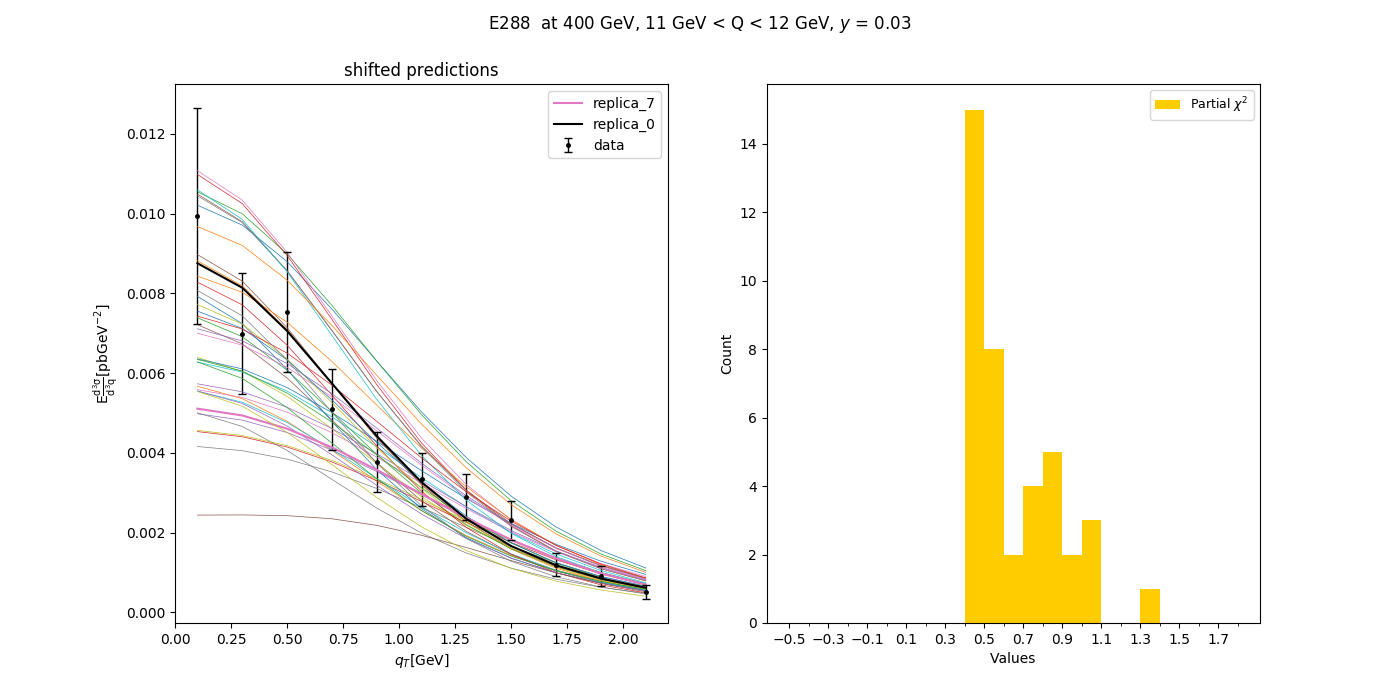 E288 at 400 GeV, 11 GeV < Q < 12 GeV, y = 0.03
shifted predictions
replica_7
replica_0
data
E d³σ/d³q [pbGeV⁻²]
0.012
0.010
0.008
0.006
0.004
0.002
0.000
0.00 0.25 0.50 0.75 1.00 1.25 1.50 1.75 2.00
q_T[GeV]
Partial χ²
Count
14
12
10
8
6
4
2
0
−0.5 −0.3 −0.1 0.1 0.3 0.5 0.7 0.9 1.1 1.3 1.5 1.7
Values